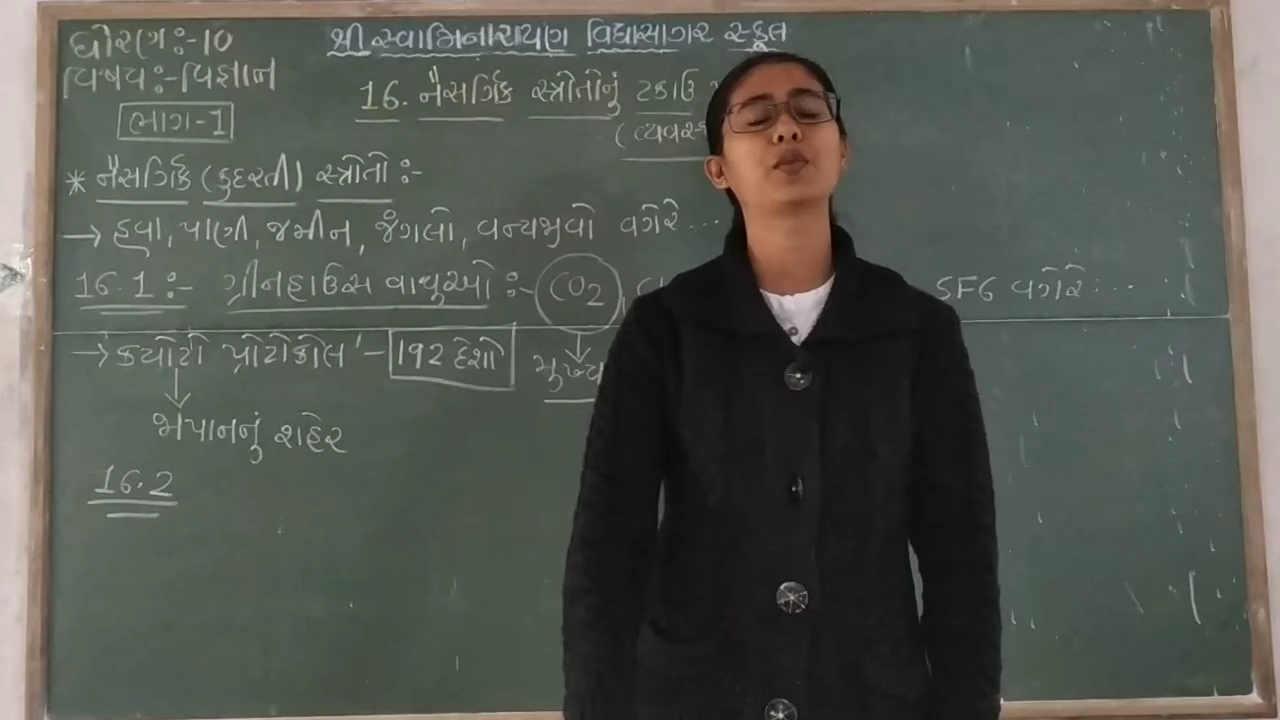 ધોરણ:-10
શ્રી સ્વામિનારાયણ વિદ્યાસાગર સ્કૂલ
વિષય:-વિજ્ઞાન
16. નૈસર્ગિક સ્ત્રોતોનું ટકાઉ
ભાગ-1
* નૈસર્ગિક (કુદરતી) સ્ત્રોતો :-
→ હવા, પાણી, જમીન, જંગલો, વન્યજીવો વગેરે...
16.1:- ગ્રીનહાઉસ વાયુઓ :- CO2, SF6 વગેરે...
→ ક્યોટો પ્રોટોકોલ - 192 દેશો
જાપાનનું શહેર
16.2